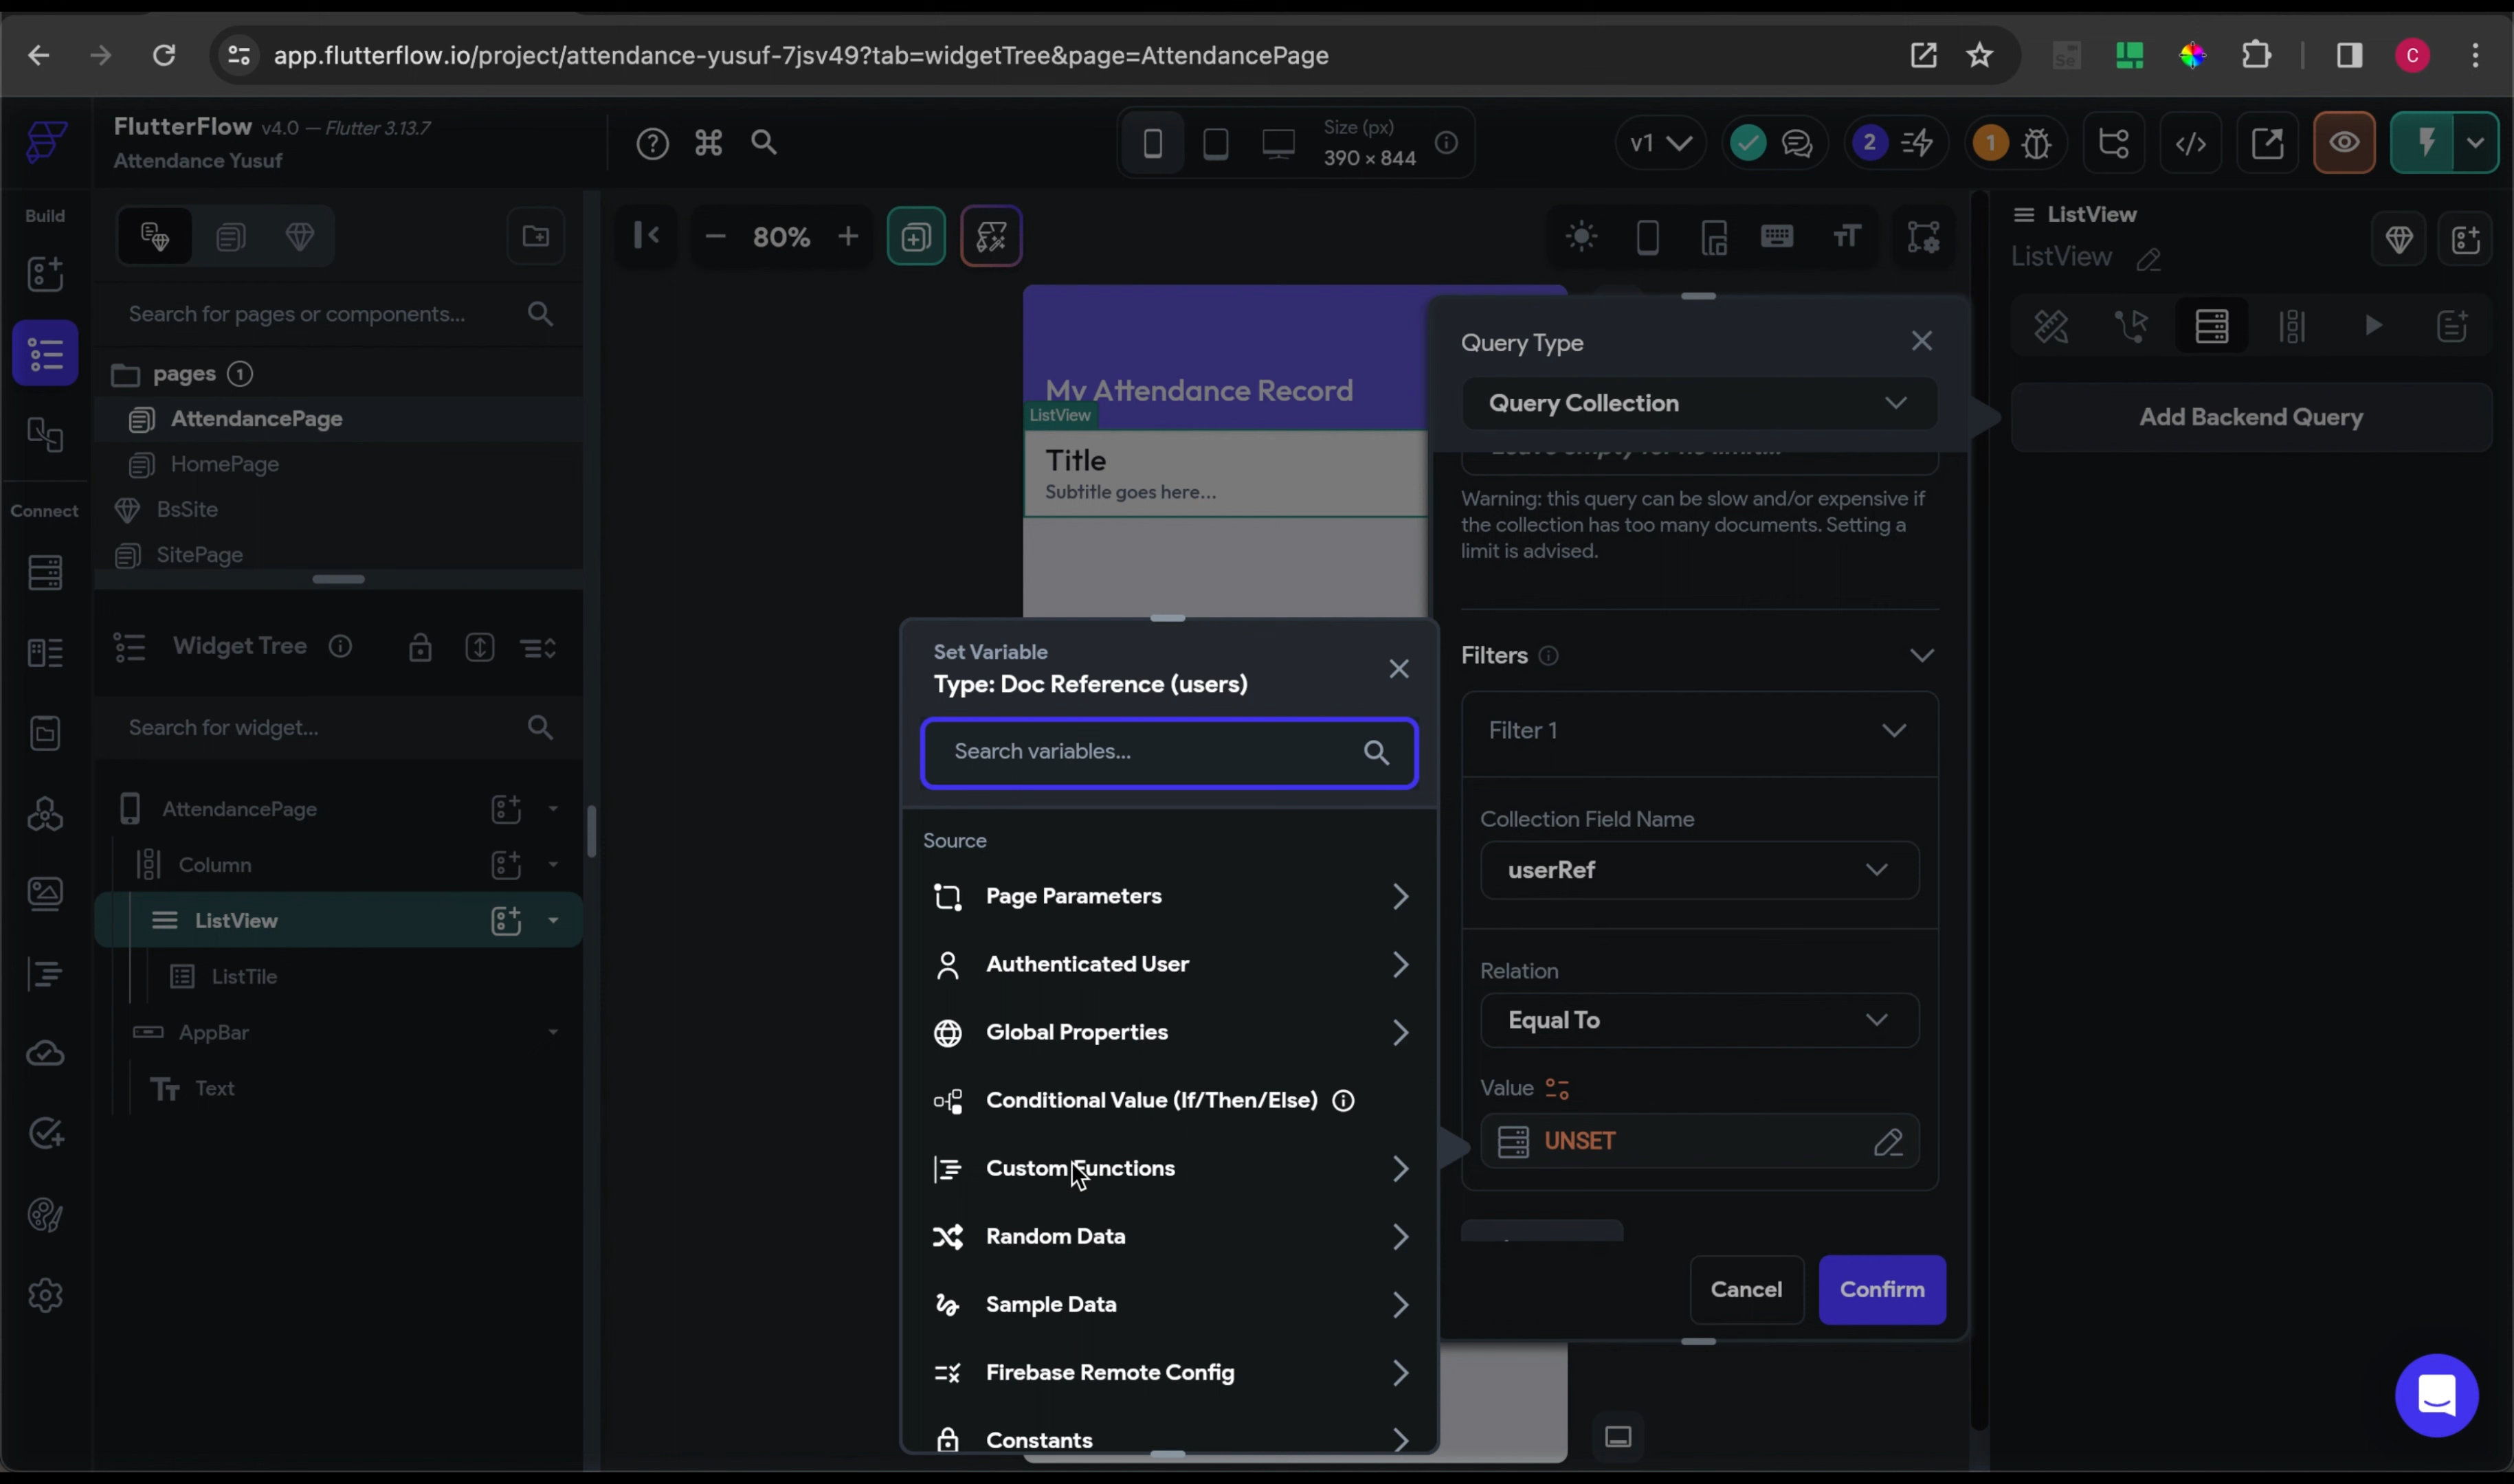 app.flutterflow.io/project/attendance-yusuf-7jsv49?tab=widgetTree&page=AttendancePage
Se
C
FlutterFlow v4.0 — Flutter 3.13.7
Attendance Yusuf
Size (px)
390 × 844
v1
2
1
Build
Connect
80%
Search for pages or components...
pages 1
AttendancePage
HomePage
BsSite
SitePage
Widget Tree
Search for widget...
AttendancePage
Column
ListView
ListTile
AppBar
Text
My Attendance Record
ListView
Title
Subtitle goes here...
Set Variable
Type: Doc Reference (users)
Search variables...
Source
Page Parameters
Authenticated User
Global Properties
Conditional Value (If/Then/Else)
Custom Functions
Random Data
Sample Data
Firebase Remote Config
Constants
Query Type
Query Collection
Warning: this query can be slow and/or expensive if
the collection has too many documents. Setting a
limit is advised.
Filters
Filter 1
Collection Field Name
userRef
Relation
Equal To
Value
UNSET
Cancel
Confirm
ListView
ListView
Add Backend Query